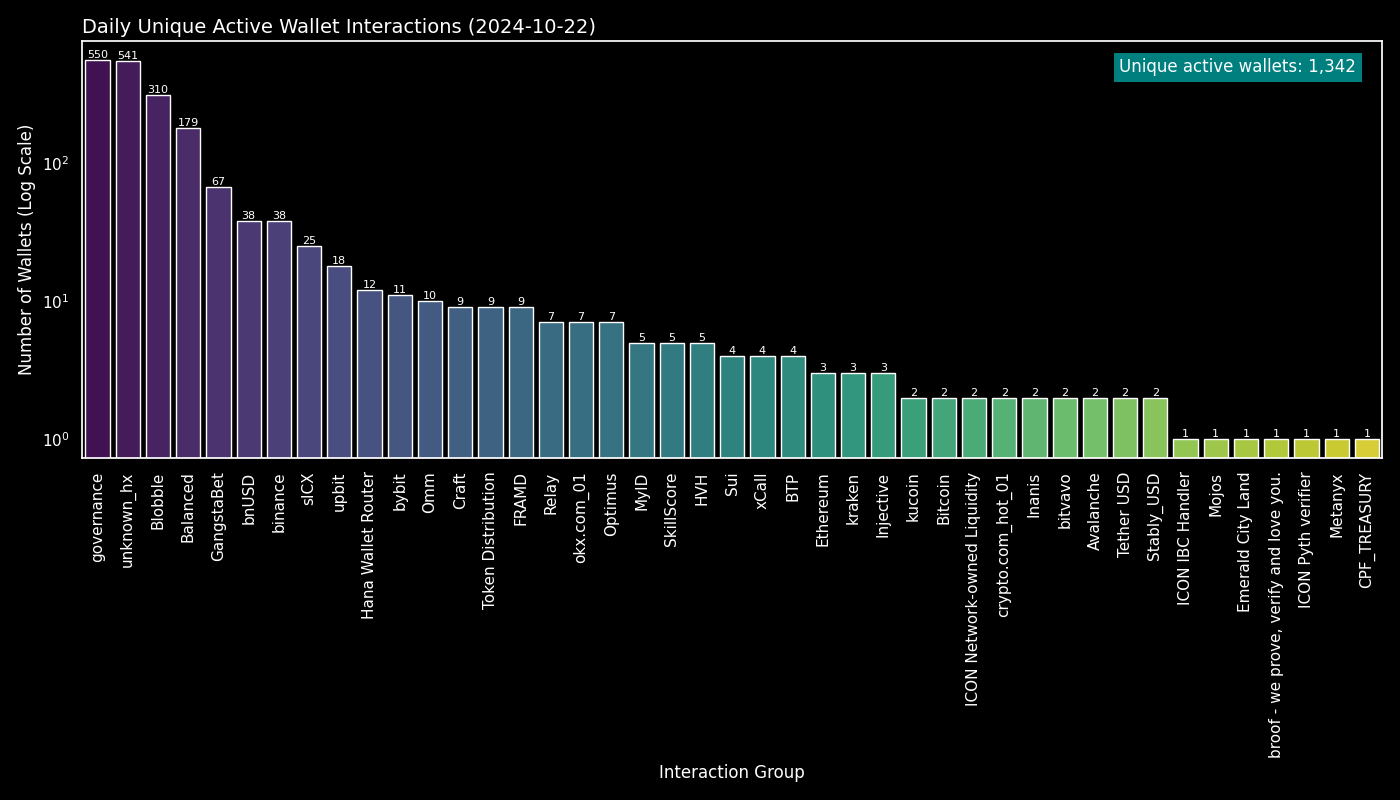 Daily Unique Active Wallet Interactions (2024-10-22)
Unique active wallets: 1,342
Number of Wallets (Log Scale)
10²
10¹
10⁰
550
541
310
179
67
38
38
25
18
12
11
10
9
9
9
7
7
7
5
5
5
4
4
4
3
3
3
2
2
2
2
2
2
2
2
2
1
1
1
1
1
1
1
governance
unknown_hx
Blobble
Balanced
GangstaBet
bnUSD
binance
sICX
upbit
Hana Wallet Router
bybit
Omm
Craft
Token Distribution
FRAMD
Relay
okx.com_01
Optimus
MyID
SkillScore
HVH
Sui
xCall
BTP
Ethereum
kraken
Injective
kucoin
Bitcoin
ICON Network-owned Liquidity
crypto.com_hot_01
Inanis
bitvavo
Avalanche
Tether USD
Stably_USD
ICON IBC Handler
Mojos
Emerald City Land
broof - we prove, verify and love you.
ICON Pyth verifier
Metanyx
CPF_TREASURY
Interaction Group